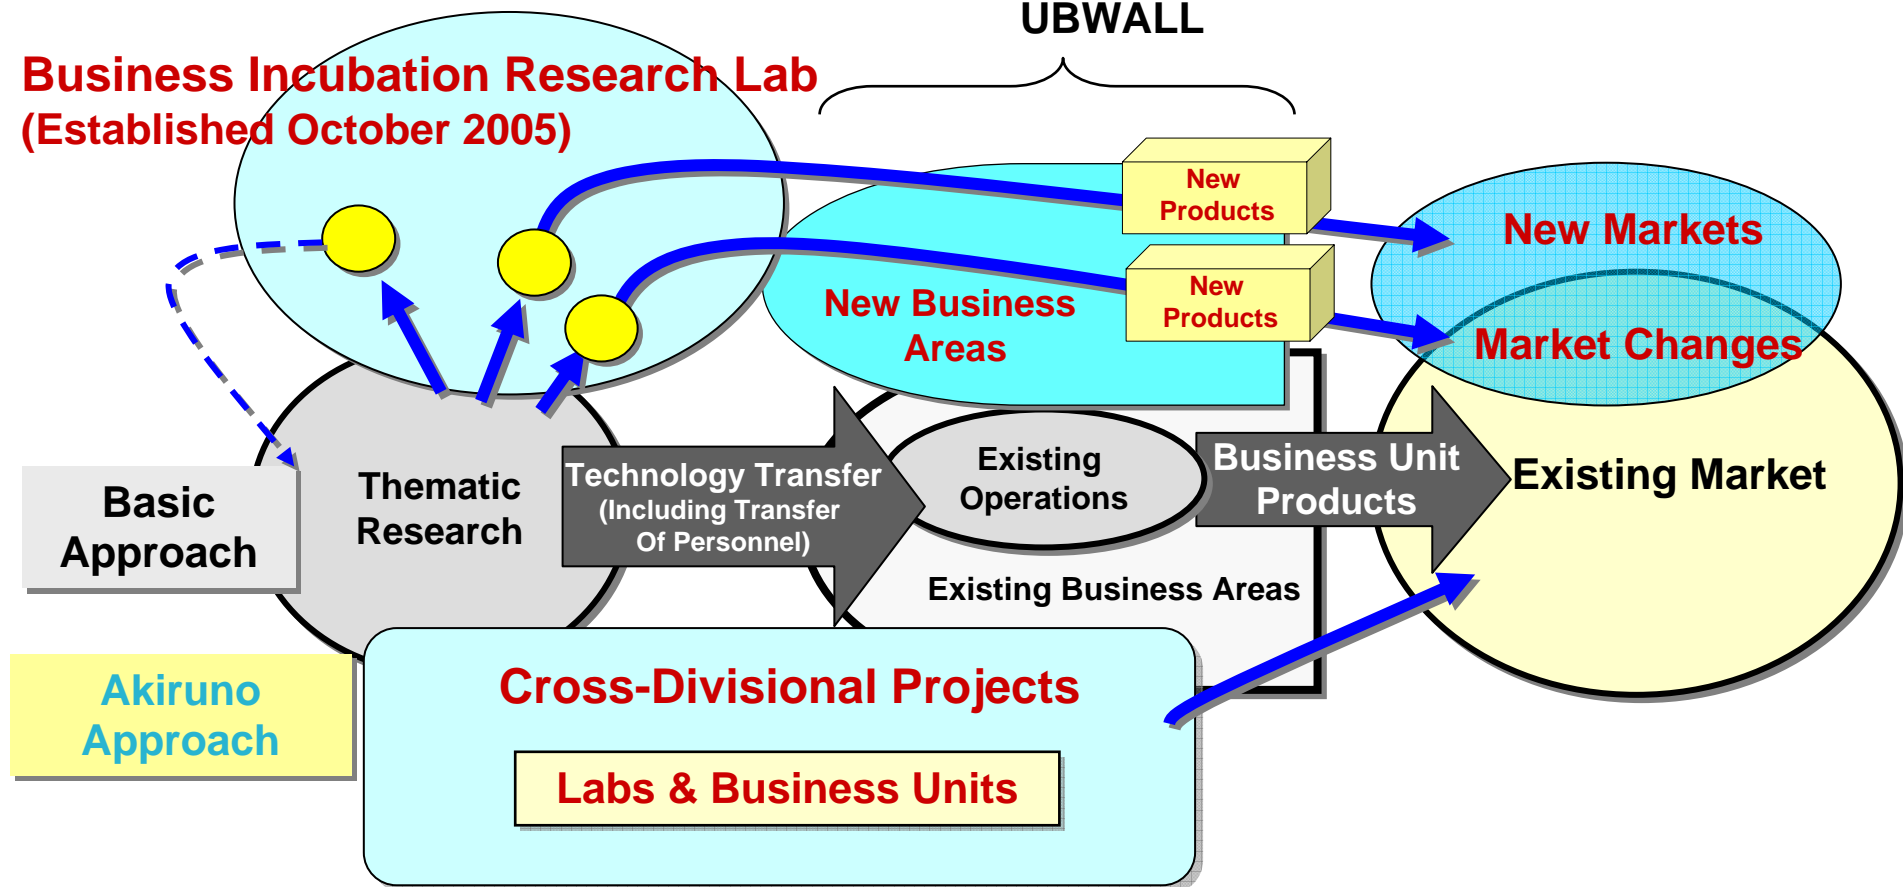 UBWALL
Business Incubation Research Lab
(Established October 2005)
New
Products
New Markets
New
Products
New Business
Areas
Market Changes
Basic
Approach
Thematic
Research
Technology Transfer
(Including Transfer
Of Personnel)
Existing
Operations
Business Unit
Products
Existing Market
Existing Business Areas
Akiruno
Approach
Cross-Divisional Projects
Labs & Business Units